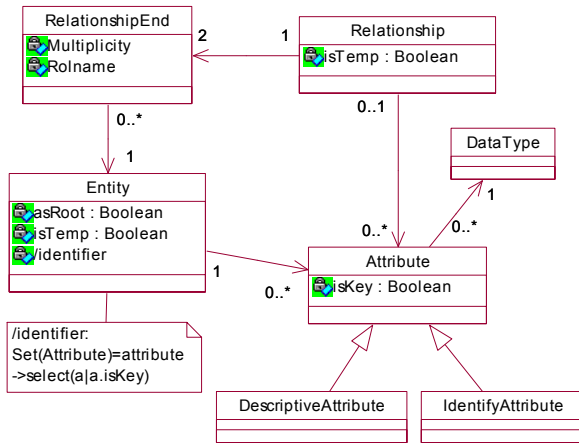 RelationshipEnd
Multiplicity
Rolname
2
1
Relationship
isTemp : Boolean
0..*
1
0..1
DataType
1
0..*
Entity
asRoot : Boolean
isTemp : Boolean
/identifier
1
0..*
0..*
Attribute
isKey : Boolean
/identifier:
Set(Attribute)=attribute
->select(a|a.isKey)
DescriptiveAttribute
IdentifyAttribute